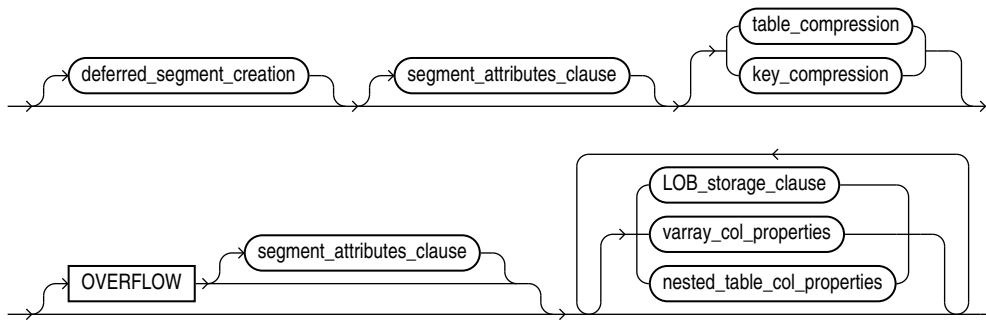 table_compression
deferred_segment_creation
segment_attributes_clause
key_compression
LOB_storage_clause
segment_attributes_clause
varray_col_properties
OVERFLOW
nested_table_col_properties